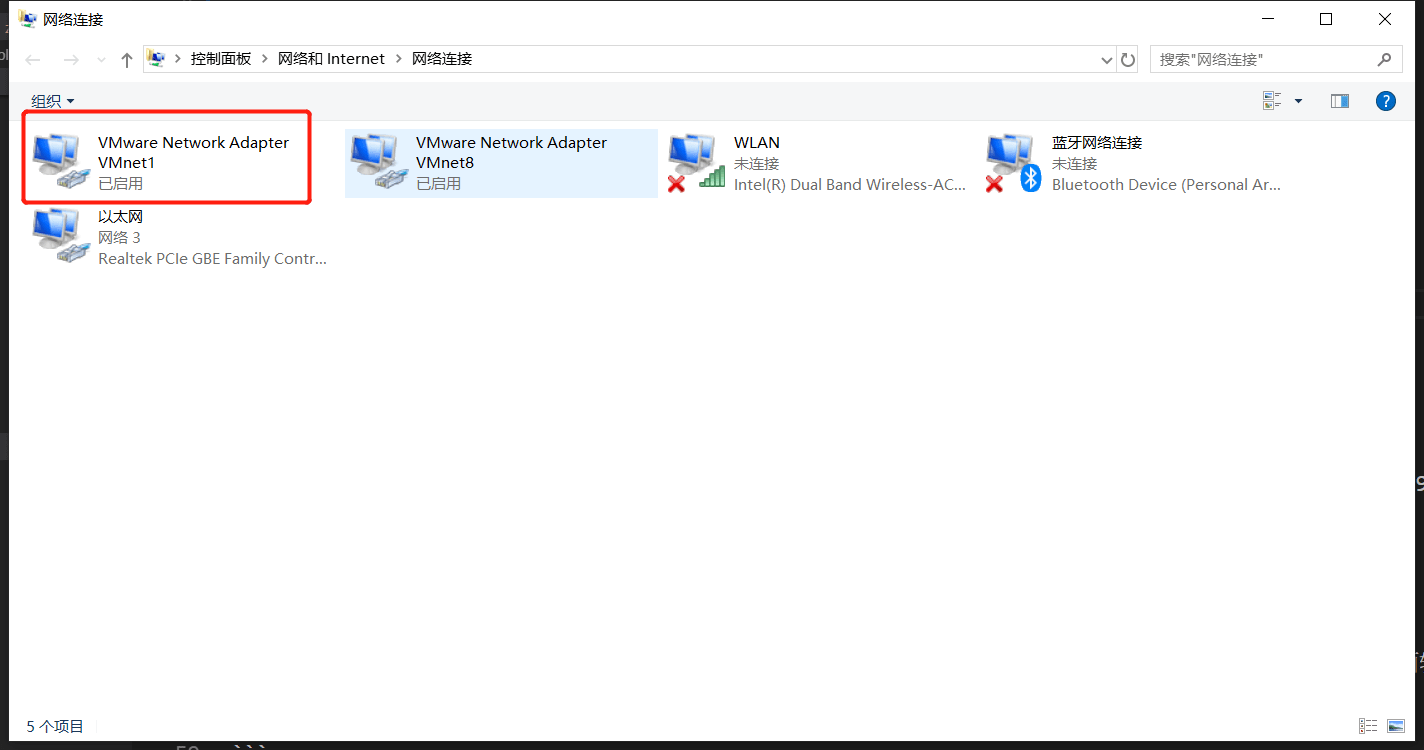 网络连接
控制面板 > 网络和 Internet > 网络连接
搜索"网络连接"
组织
VMware Network Adapter
VMnet1
已启用
VMware Network Adapter
VMnet8
已启用
WLAN
未连接
Intel(R) Dual Band Wireless-AC...
蓝牙网络连接
未连接
Bluetooth Device (Personal Ar...
以太网
网络 3
Realtek PCIe GBE Family Contr...
5 个项目